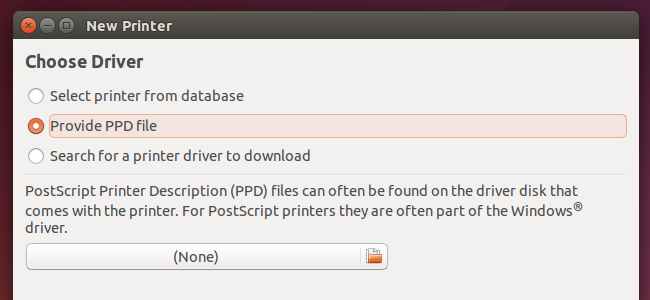 New Printer
Choose Driver
Select printer from database
Provide PPD file
Search for a printer driver to download
PostScript Printer Description (PPD) files can often be found on the driver disk that
comes with the printer. For PostScript printers they are often part of the Windows®
driver.
(None)